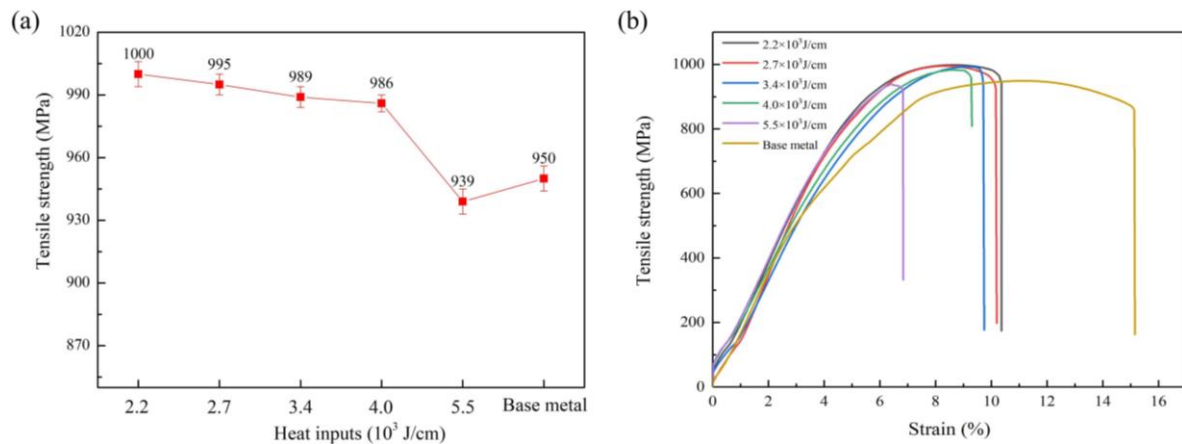 (a)
Tensile strength (MPa)
1020
990
960
930
900
870
1000
995
989
986
939
950
2.2
2.7
3.4
4.0
5.5
Base metal
Heat inputs (10³ J/cm)
(b)
Tensile strength (MPa)
1000
800
600
400
200
0
2.2×10³J/cm
2.7×10³J/cm
3.4×10³J/cm
4.0×10³J/cm
5.5×10³J/cm
Base metal
0
2
4
6
8
10
12
14
16
Strain (%)